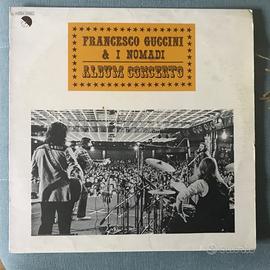 FRANCESCO GUCCINI
& I NOMADI
ALBUM CONCERTO